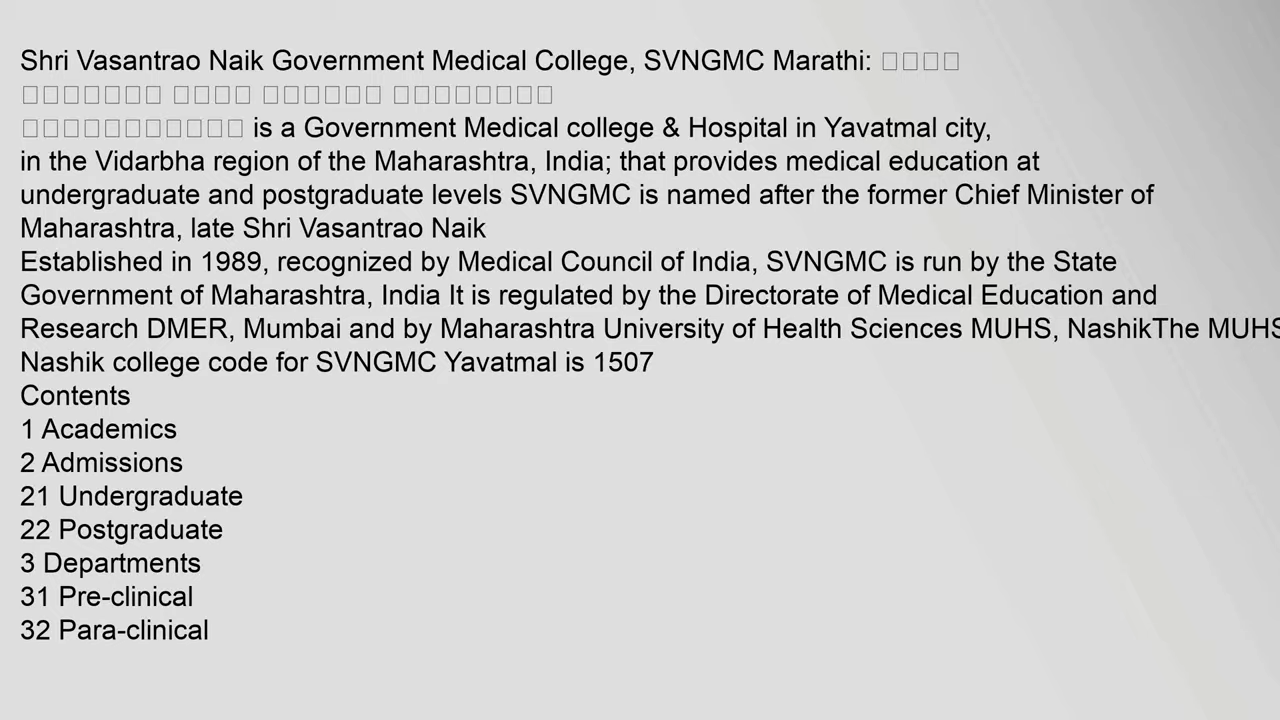 Shri Vasantrao Naik Government Medical College, SVNGMC Marathi:
is a Government Medical college & Hospital in Yavatmal city,
in the Vidarbha region of the Maharashtra, India; that provides medical education at
undergraduate and postgraduate levels SVNGMC is named after the former Chief Minister of
Maharashtra, late Shri Vasantrao Naik
Established in 1989, recognized by Medical Council of India, SVNGMC is run by the State
Government of Maharashtra, India It is regulated by the Directorate of Medical Education and
Research DMER, Mumbai and by Maharashtra University of Health Sciences MUHS, NashikThe MUHS
Nashik college code for SVNGMC Yavatmal is 1507
Contents
1 Academics
2 Admissions
21 Undergraduate
22 Postgraduate
3 Departments
31 Pre-clinical
32 Para-clinical